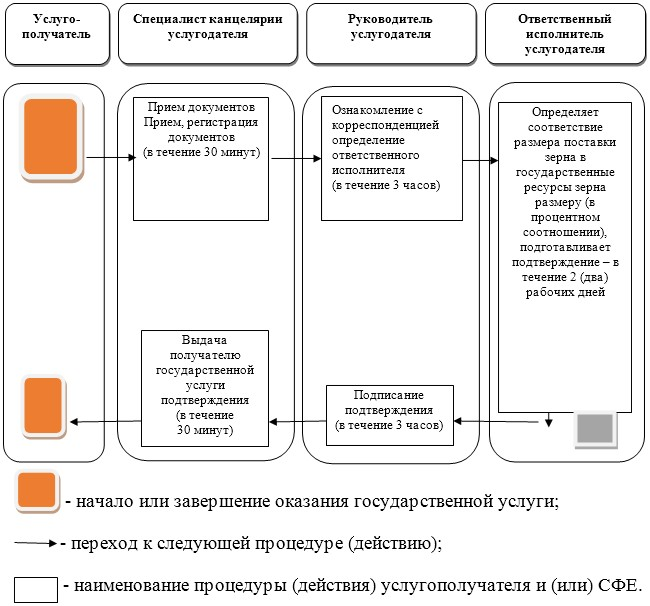 Услуго-
получатель
Специалист канцелярии
услугодателя
Руководитель
услугодателя
Ответственный
исполнитель
услугодателя
Прием документов
Прием, регистрация
документов
(в течение 30 минут)
Ознакомление с
корреспонденцией
определение
ответственного
исполнителя
(в течение 3 часов)
Определяет
соответствие
размера поставки
зерна в
государственные
ресурсы зерна
размеру (в
процентном
соотношении),
подготавливает
подтверждение – в
течение 2 (два)
рабочих дней
Выдача
получателю
государственной
услуги
подтверждения
(в течение
30 минут)
Подписание
подтверждения
(в течение 3 часов)
- начало или завершение оказания государственной услуги;
- переход к следующей процедуре (действию);
- наименование процедуры (действия) услугополучателя и (или) СФЕ.